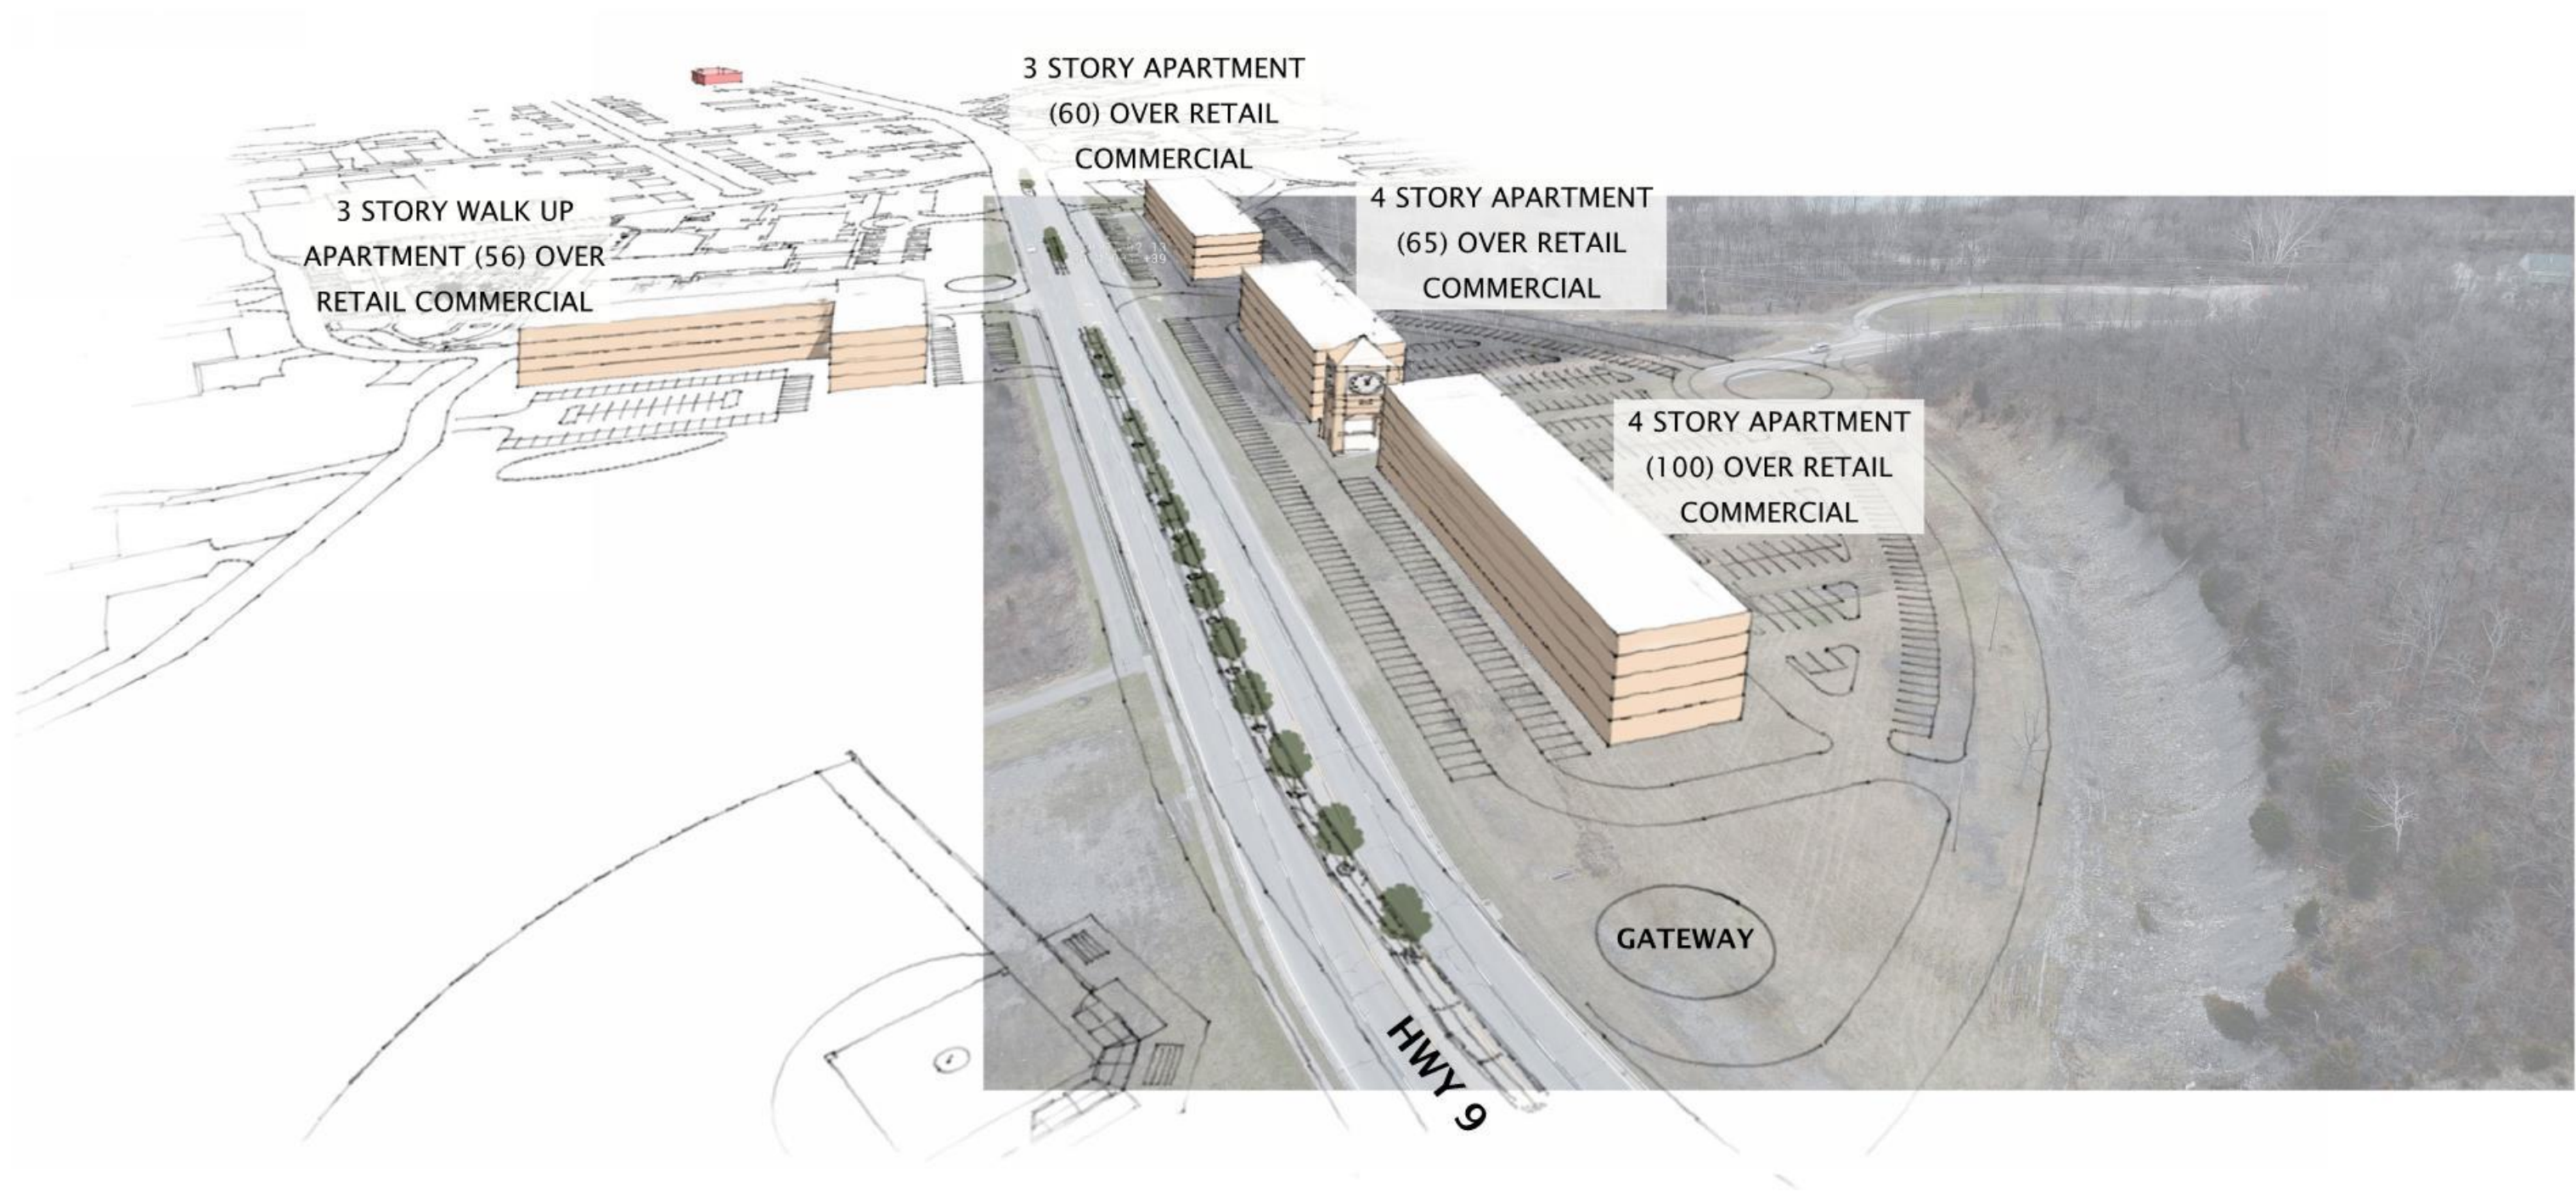 3 STORY APARTMENT
(60) OVER RETAIL
COMMERCIAL
3 STORY WALK UP
APARTMENT (56) OVER
RETAIL COMMERCIAL
4 STORY APARTMENT
(65) OVER RETAIL
COMMERCIAL
4 STORY APARTMENT
(100) OVER RETAIL
COMMERCIAL
GATEWAY
HWY 9